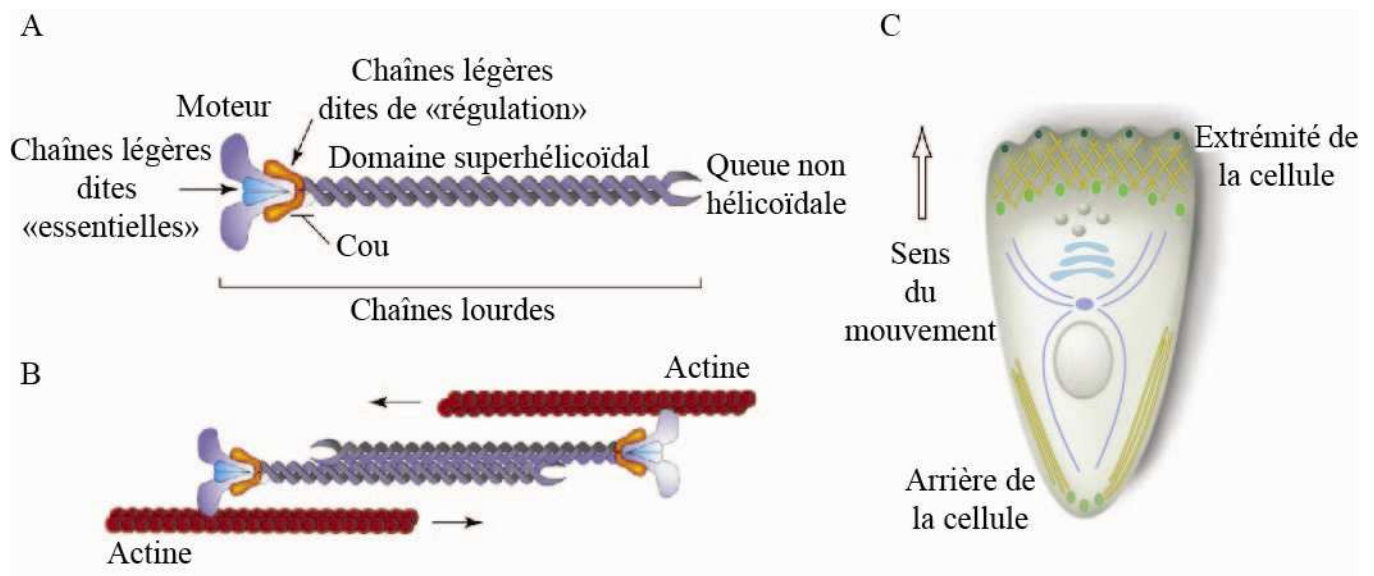 A
Chaînes légères
dites de «régulation»
Moteur
Chaînes légères
dites
«essentielles»
Domaine superhélicoïdal
Queue non
hélicoïdale
Cou
Chaînes lourdes
B
Actine
Actine
C
Extrémité de
la cellule
Sens
du
mouvement
Arrière de
la cellule